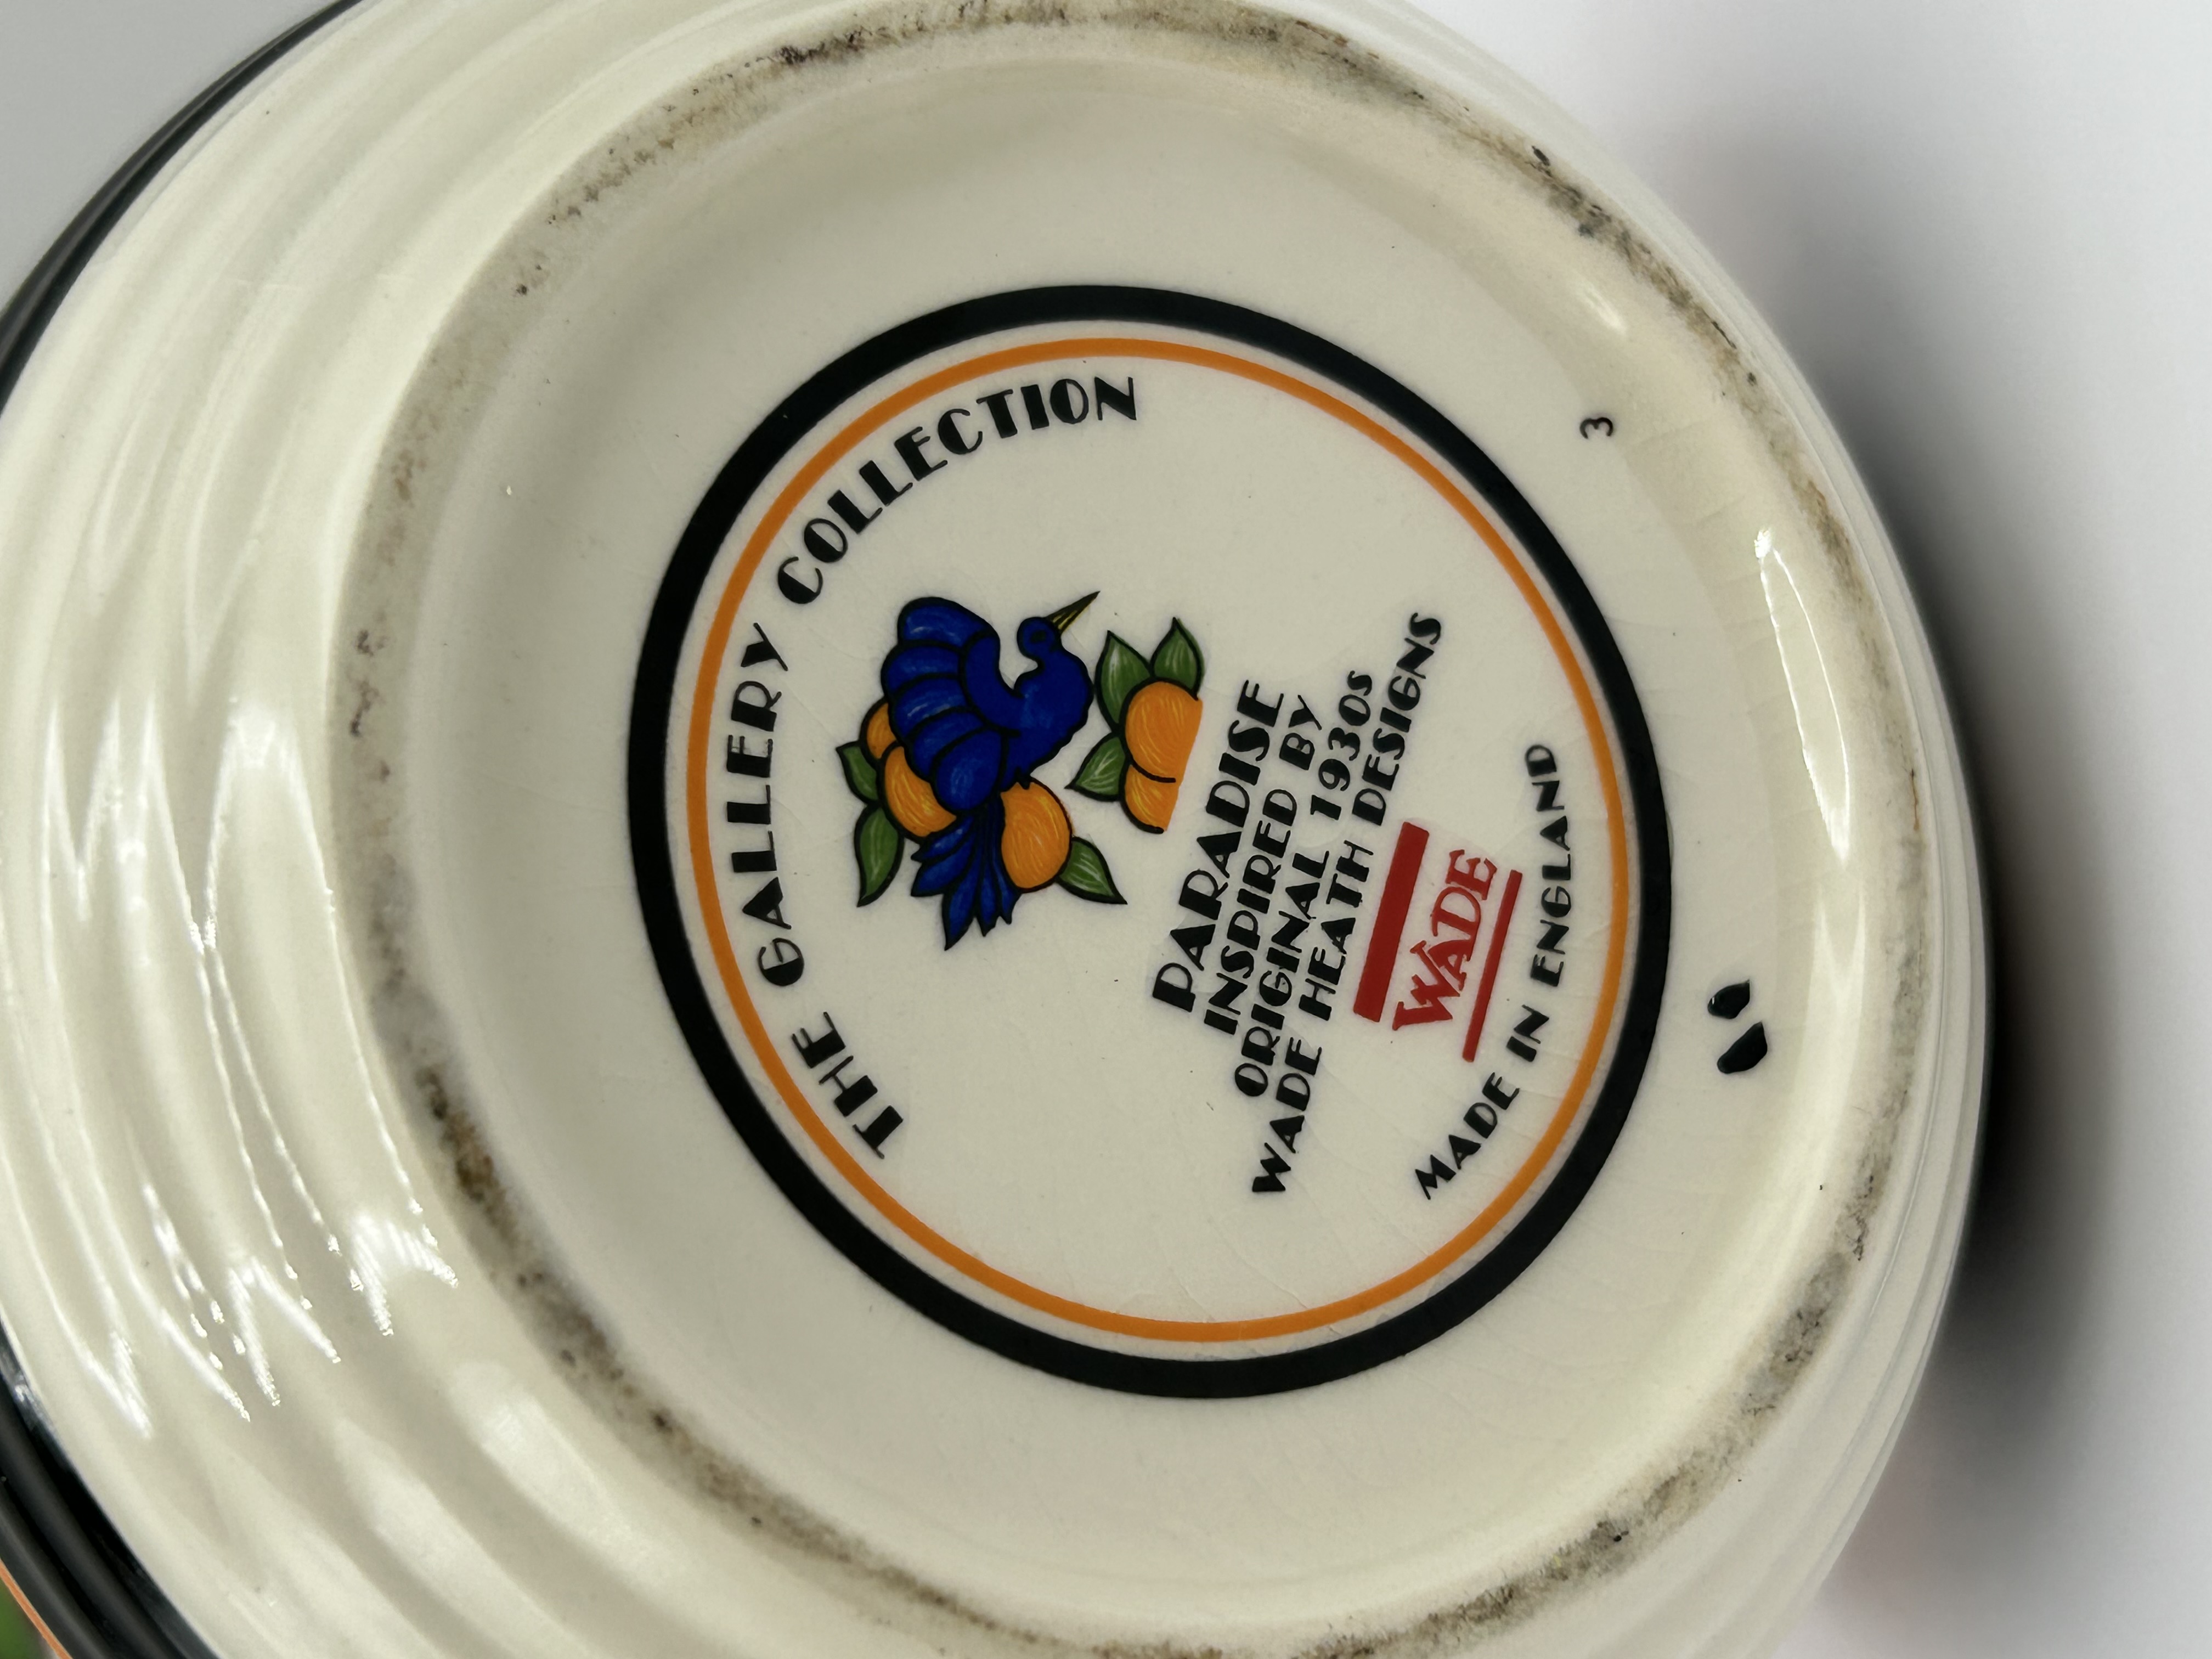 THE GALLERY COLLECTION
PARADISE
INSPIRED BY
ORIGINAL 1930s
WADE HEATH DESIGNS
WADE
MADE IN ENGLAND
3